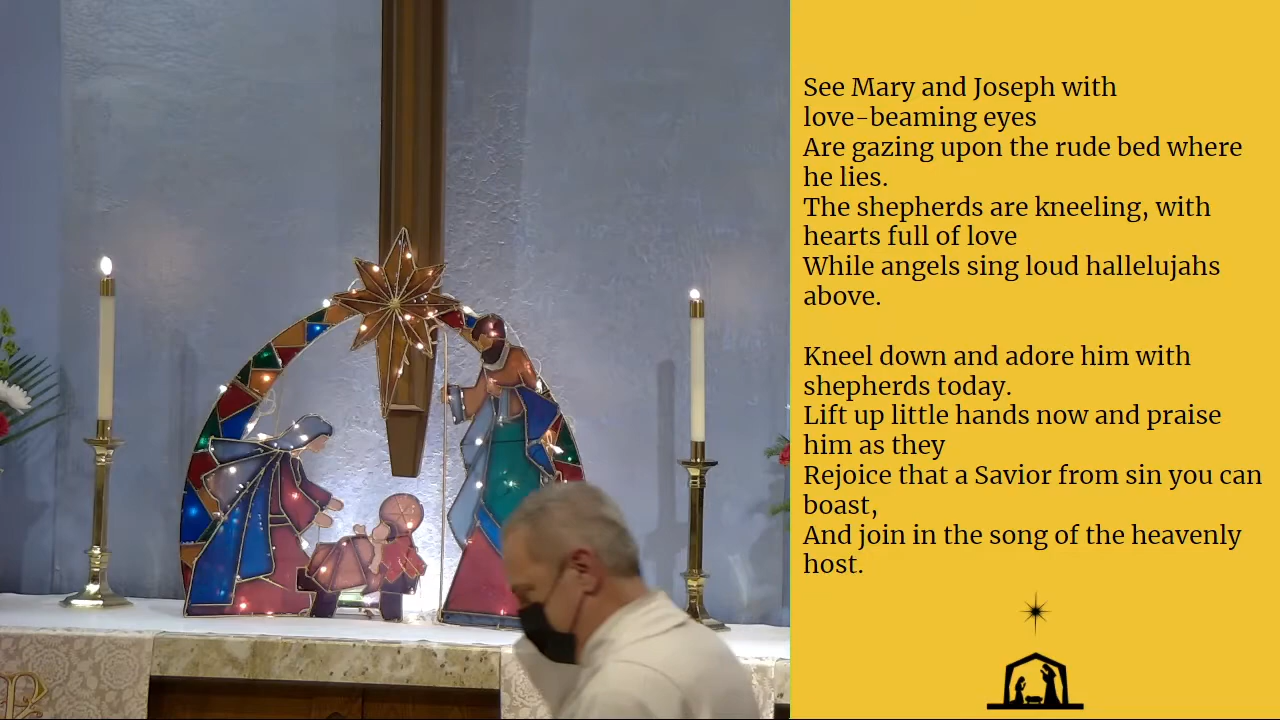 See Mary and Joseph with
love-beaming eyes
Are gazing upon the rude bed where
he lies.
The shepherds are kneeling, with
hearts full of love
While angels sing loud hallelujahs
above.
Kneel down and adore him with
shepherds today.
Lift up little hands now and praise
him as they
Rejoice that a Savior from sin you can
boast,
And join in the song of the heavenly
host.